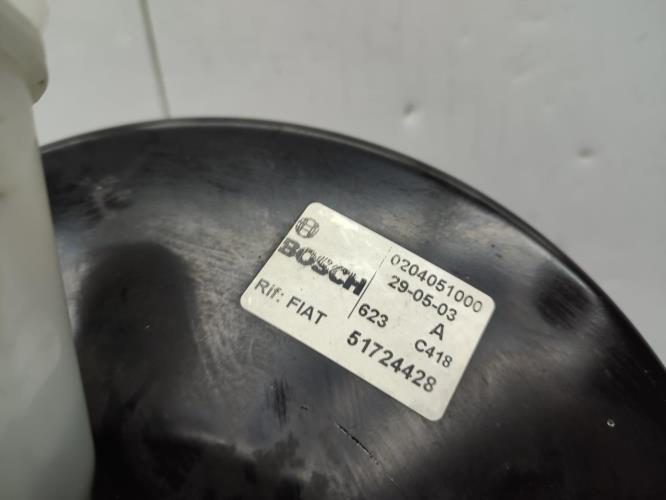 BOSCH
0204051000
29-05-03
623 A
C418
Rif: FIAT 51724428